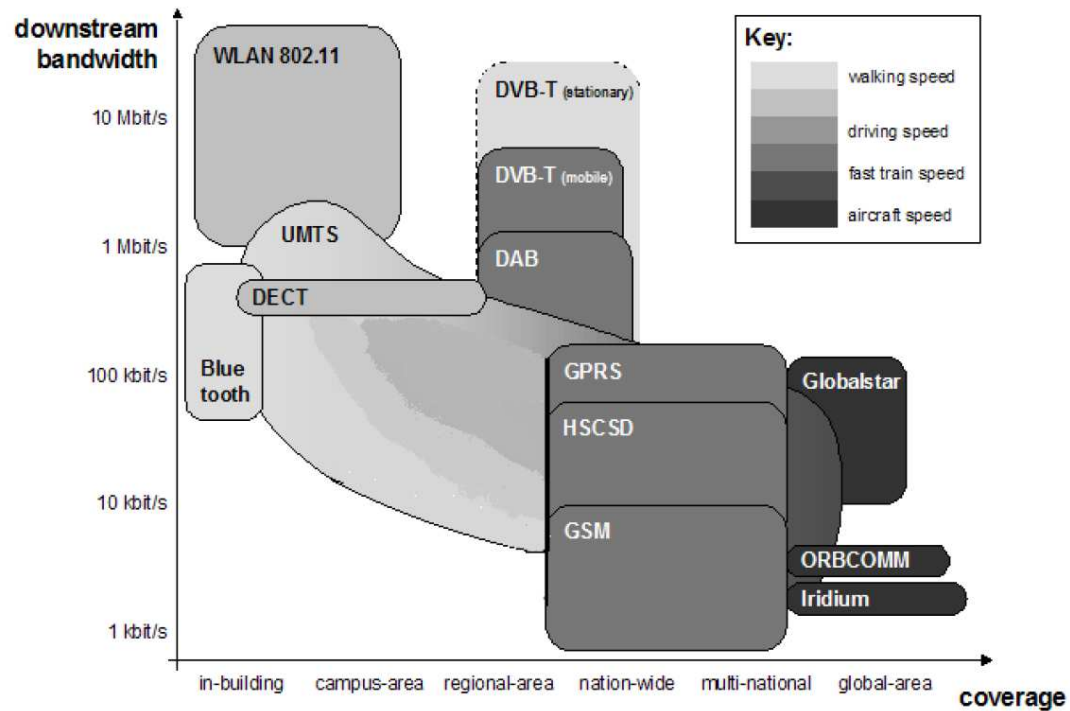 downstream
bandwidth
10 Mbit/s
1 Mbit/s
100 kbit/s
10 kbit/s
1 kbit/s
WLAN 802.11
DVB-T (stationary)
DVB-T (mobile)
UMTS
DAB
DECT
Blue
tooth
GPRS
HSCSD
GSM
Globalstar
ORBCOMM
Iridium
Key:
walking speed
driving speed
fast train speed
aircraft speed
in-building
campus-area
regional-area
nation-wide
multi-national
global-area
coverage